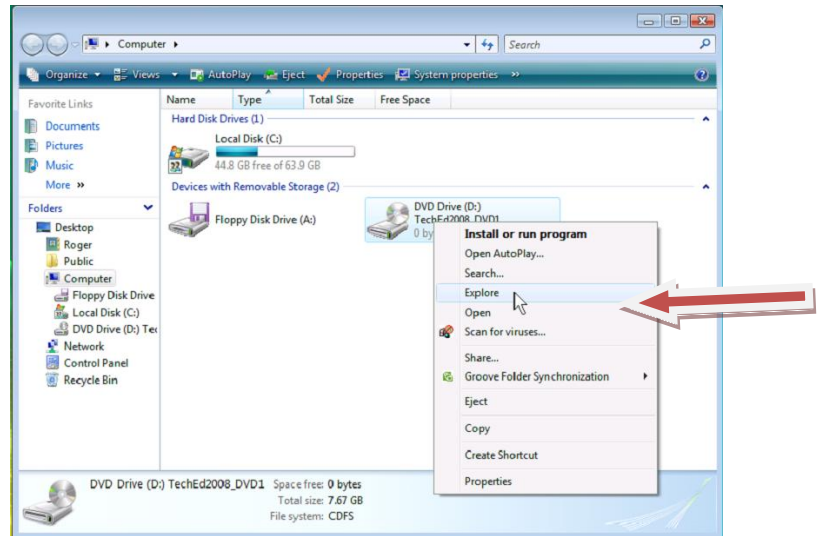 Computer
Search
Organize Views AutoPlay Eject Properties System properties »
Name Type Total Size Free Space
Favorite Links
Documents
Pictures
Music
More »
Folders
Desktop
Roger
Public
Computer
Floppy Disk Drive
Local Disk (C:)
DVD Drive (D:) Tec
Network
Control Panel
Recycle Bin
Hard Disk Drives (1)
Local Disk (C:)
44.8 GB free of 63.9 GB
Devices with Removable Storage (2)
Floppy Disk Drive (A:)
DVD Drive (D:)
TechEd2008_DVD1
0 by
Install or run program
Open AutoPlay...
Search...
Explore
Open
Scan for viruses...
Share...
Groove Folder Synchronization
Eject
Copy
Create Shortcut
Properties
DVD Drive (D:) TechEd2008_DVD1 Space free: 0 bytes
Total size: 7.67 GB
File system: CDFS